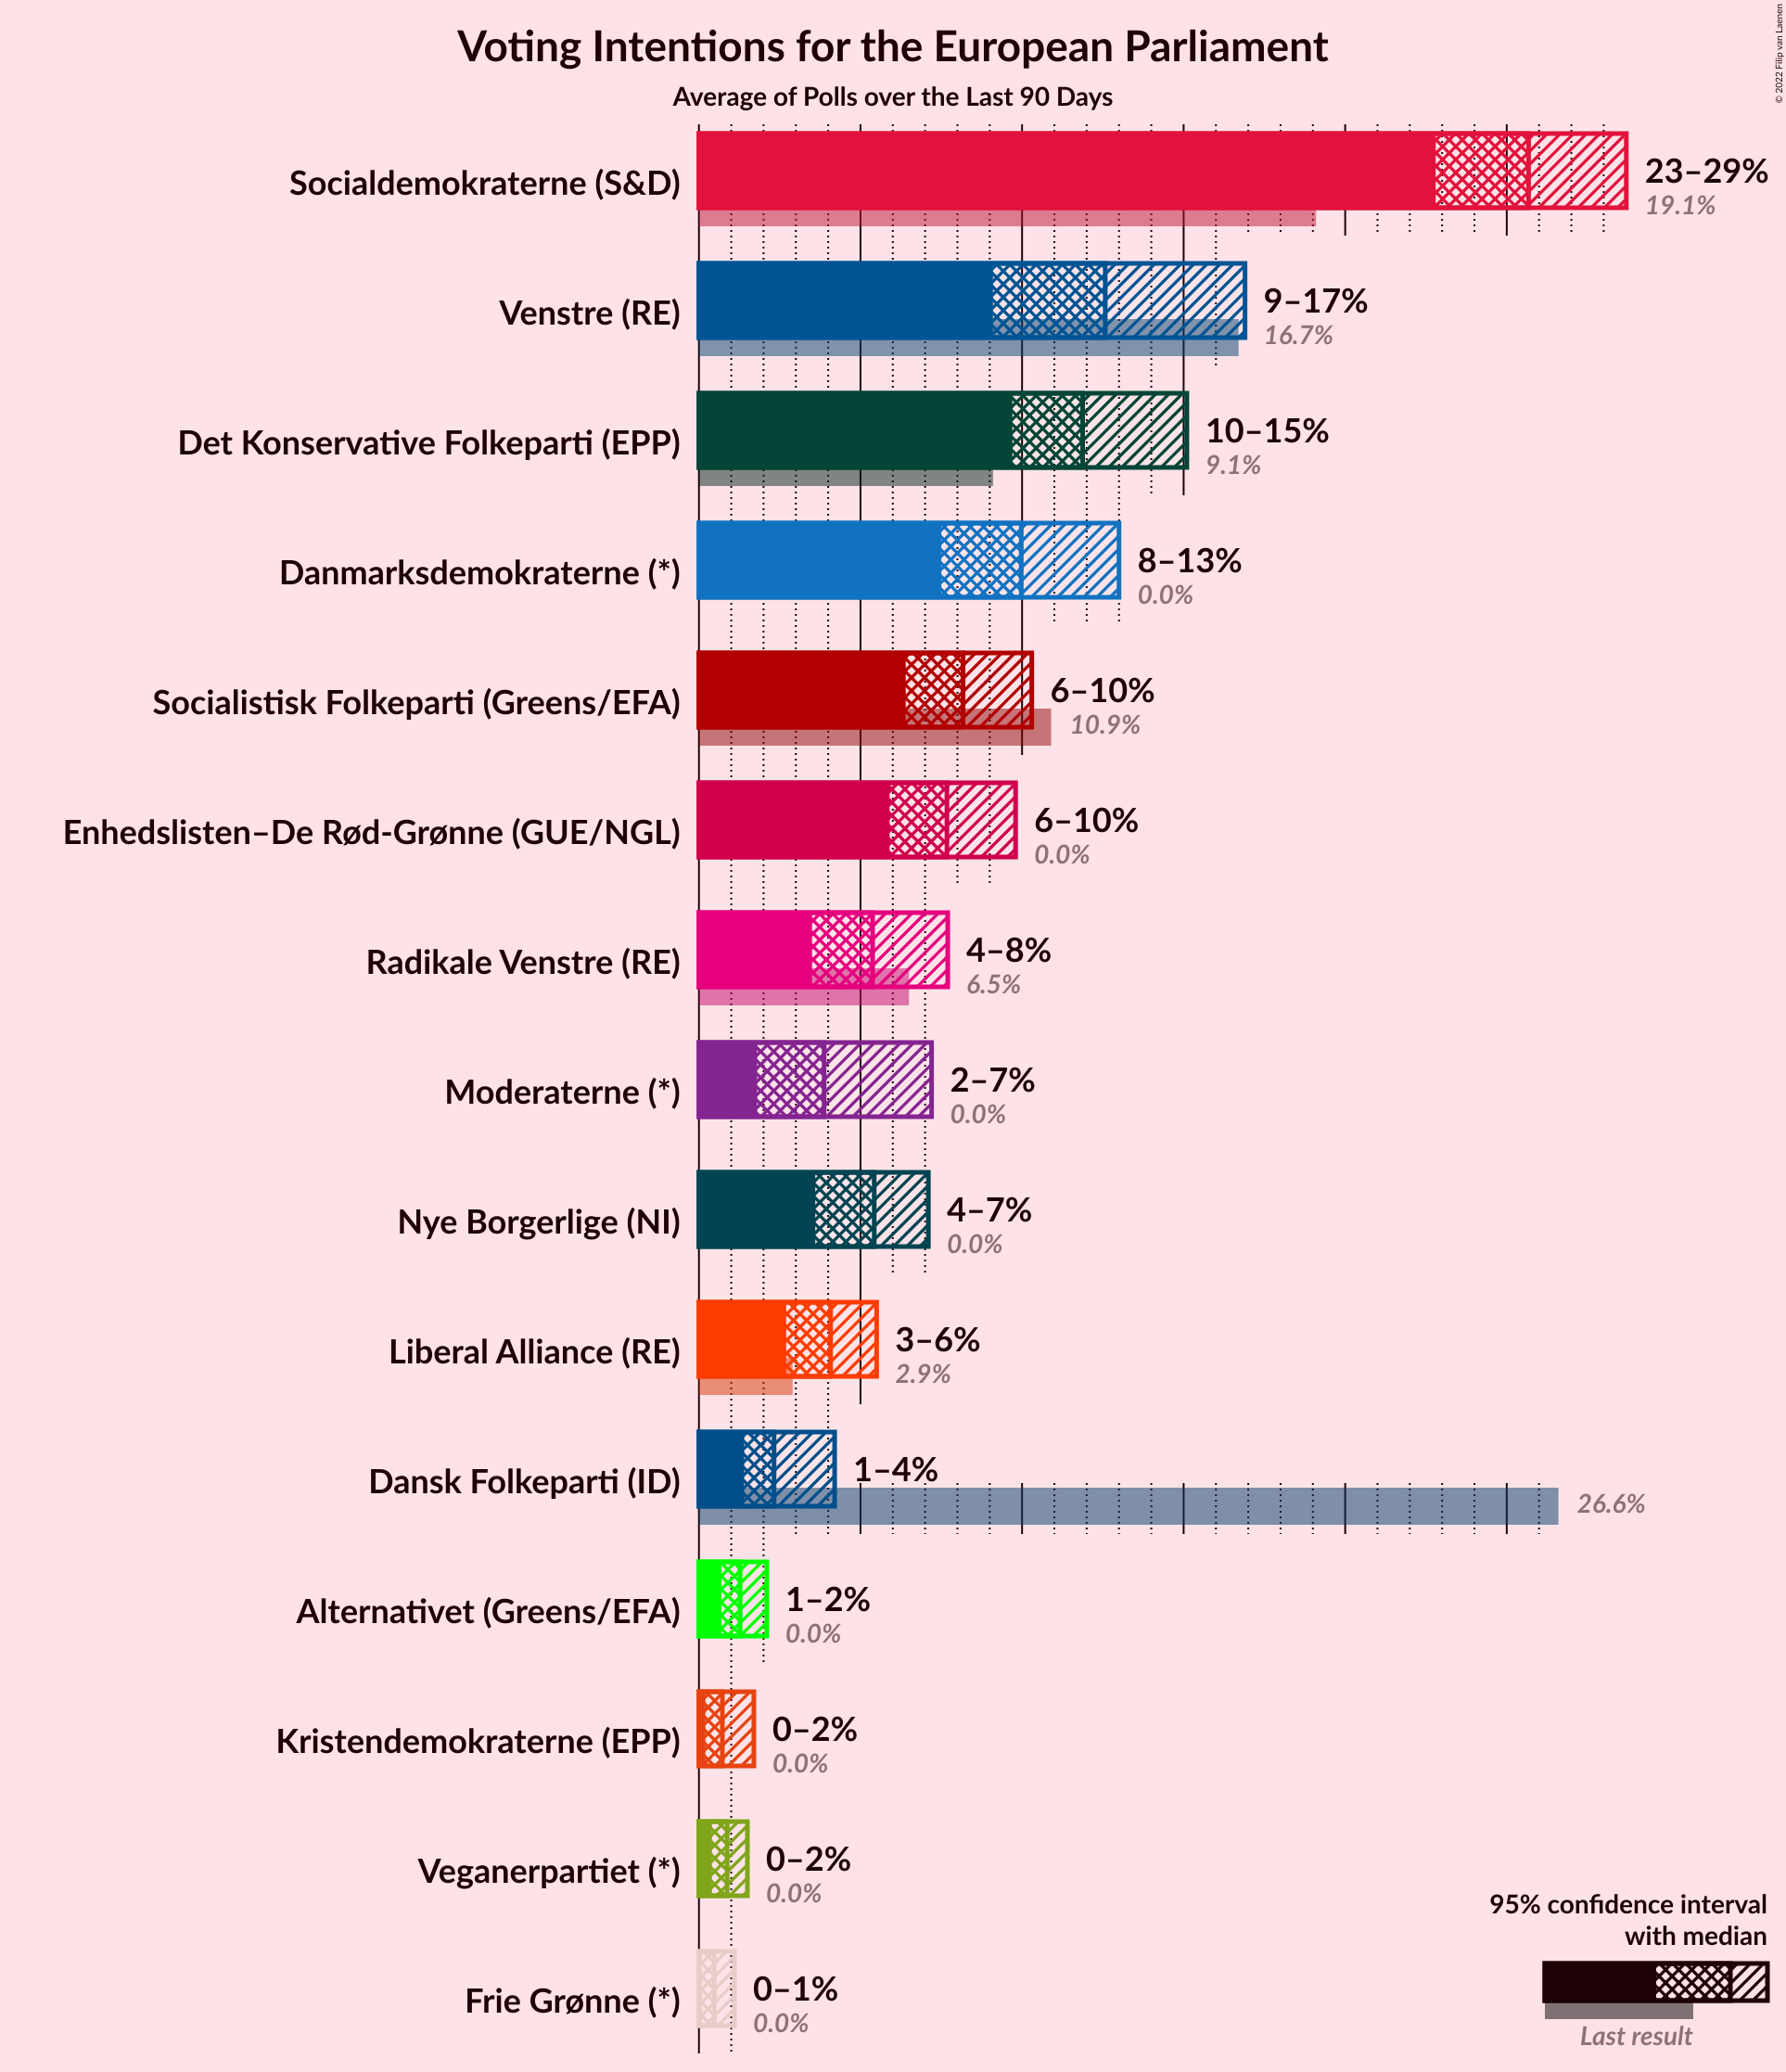 Voting Intentions for the European Parliament
Average of Polls over the Last 90 Days
© 2022 Filip van Laenen
Socialdemokraterne (S&D)
23–29%
19.1%
Venstre (RE)
9–17%
16.7%
Det Konservative Folkeparti (EPP)
10–15%
9.1%
Danmarksdemokraterne (*)
8–13%
0.0%
Socialistisk Folkeparti (Greens/EFA)
6–10%
10.9%
Enhedslisten–De Rød-Grønne (GUE/NGL)
6–10%
0.0%
Radikale Venstre (RE)
4–8%
6.5%
Moderaterne (*)
2–7%
0.0%
Nye Borgerlige (NI)
4–7%
0.0%
Liberal Alliance (RE)
3–6%
2.9%
Dansk Folkeparti (ID)
1–4%
26.6%
Alternativet (Greens/EFA)
1–2%
0.0%
Kristendemokraterne (EPP)
0–2%
0.0%
Veganerpartiet (*)
0–2%
0.0%
Frie Grønne (*)
0–1%
0.0%
95% confidence interval
with median
Last result